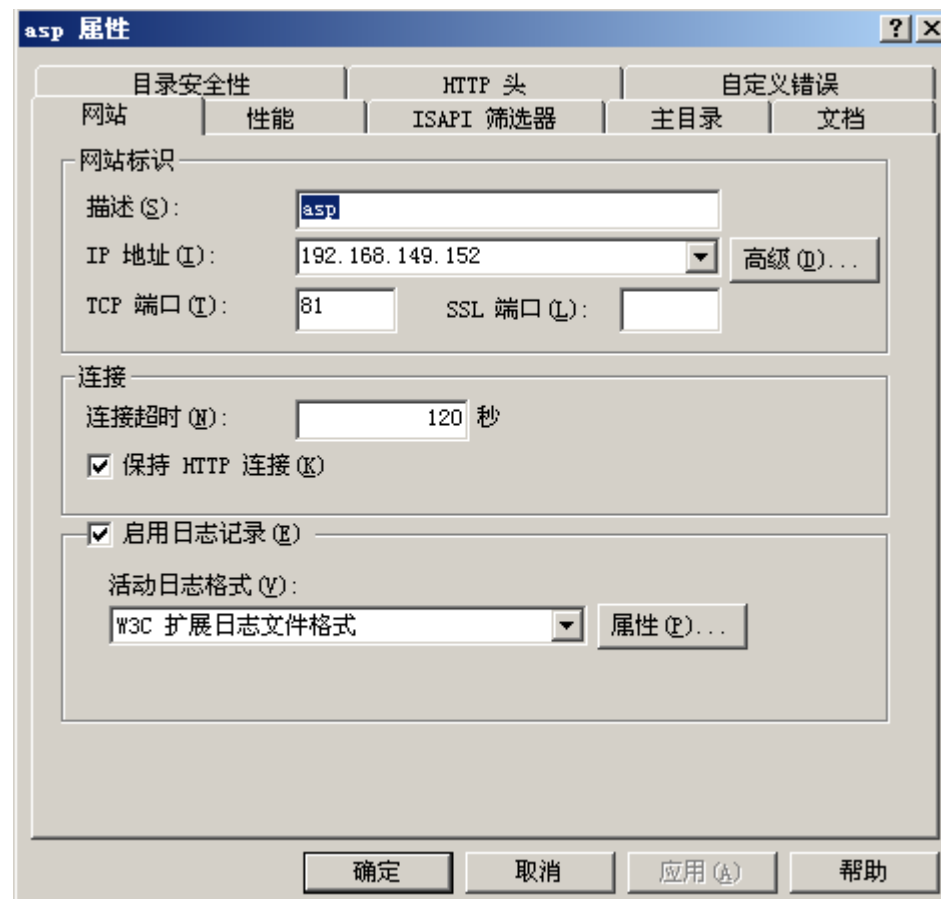 asp 属性
目录安全性 HTTP 头 自定义错误
网站 性能 ISAPI 筛选器 主目录 文档
网站标识
描述(S): asp
IP 地址(I): 192.168.149.152 高级(D)...
TCP 端口(T): 81 SSL 端口(L):
连接
连接超时(N): 120 秒
保持 HTTP 连接(K)
启用日志记录(E)
活动日志格式(V):
W3C 扩展日志文件格式 属性(P)...
确定 取消 应用(A) 帮助